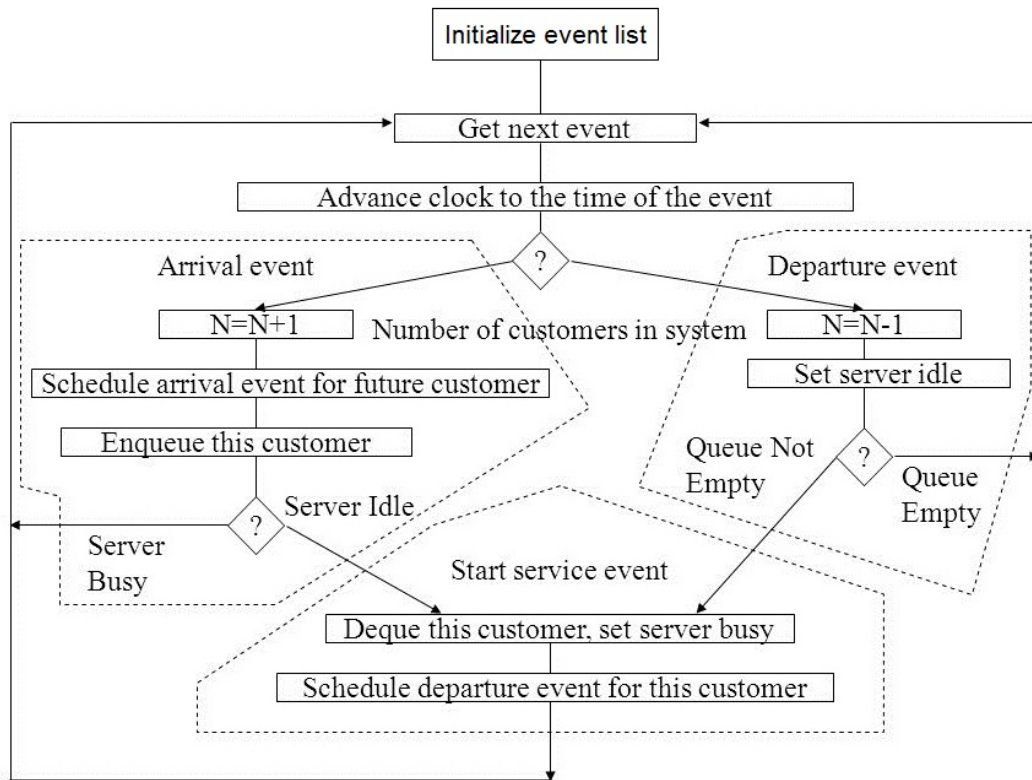 Initialize event list
Get next event
Advance clock to the time of the event
?
Arrival event
Departure event
N=N+1
Number of customers in system
N=N-1
Schedule arrival event for future customer
Set server idle
Enqueue this customer
Queue Not
Empty
?
Queue
Empty
?
Server Idle
Server
Busy
Start service event
Deque this customer, set server busy
Schedule departure event for this customer